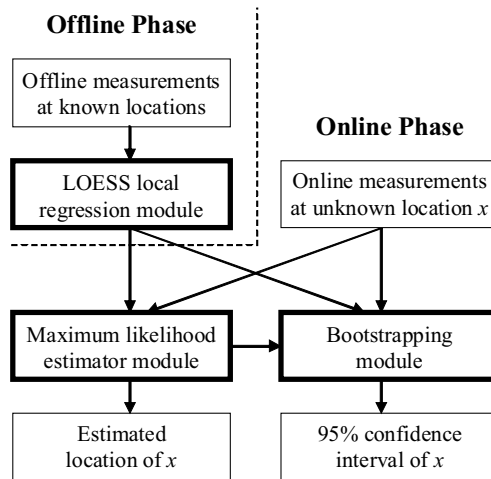 Offline Phase
Offline measurements
at known locations
LOESS local
regression module
Online Phase
Online measurements
at unknown location x
Maximum likelihood
estimator module
Bootstrapping
module
Estimated
location of x
95% confidence
interval of x